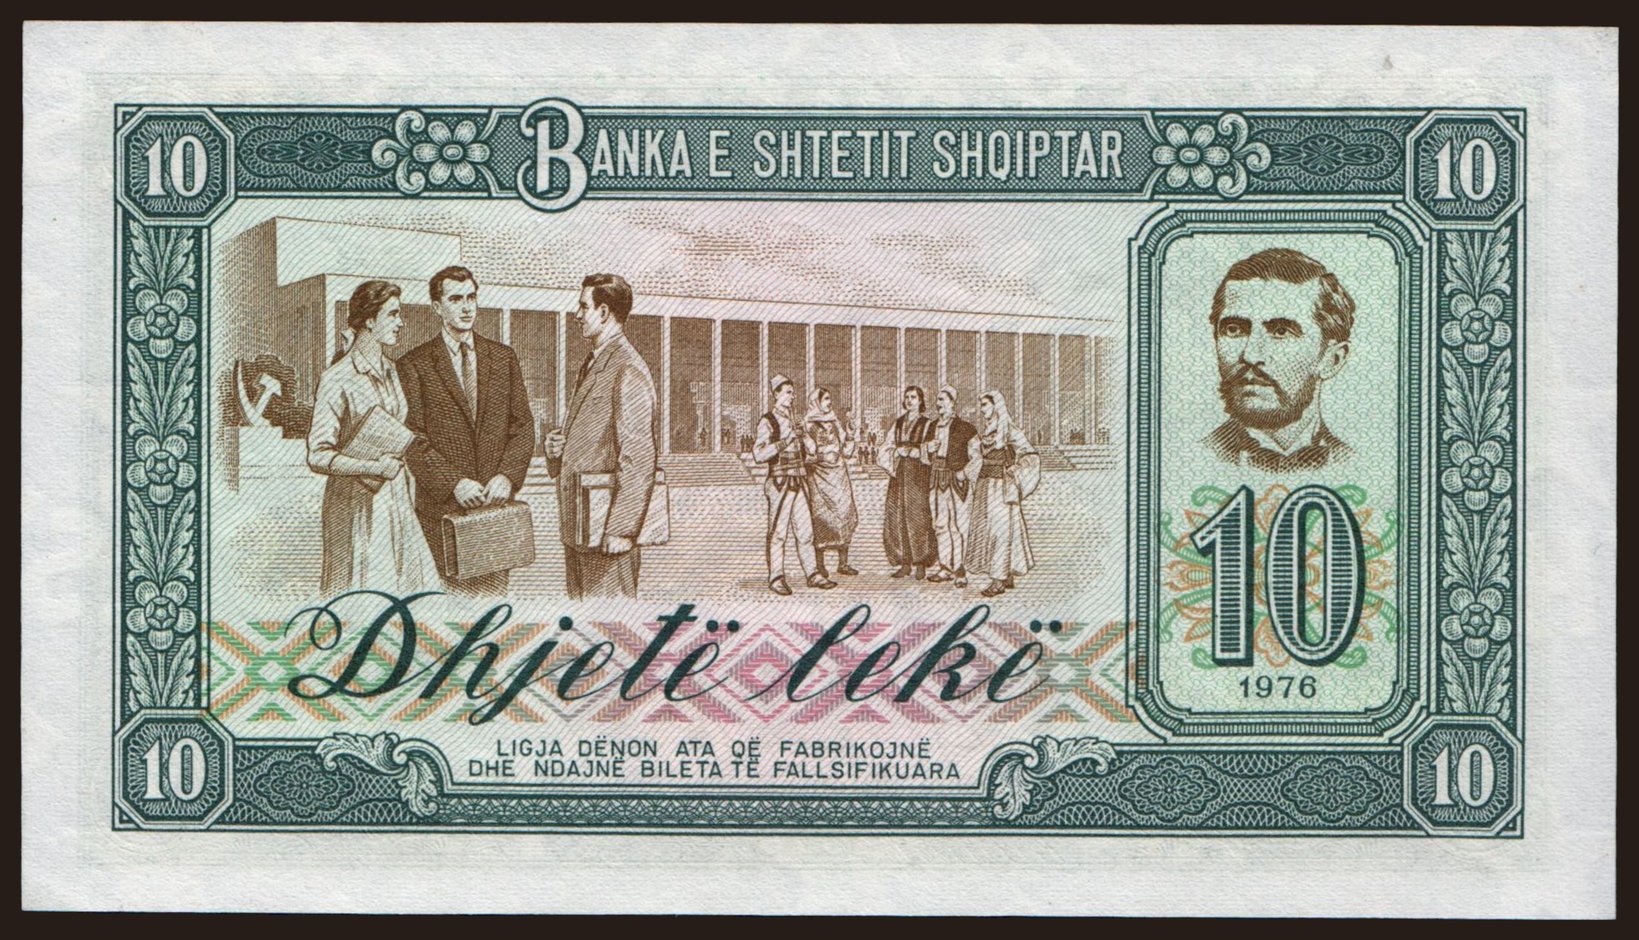 10 BANKA E SHTETIT SHQIPTAR 10
Dhjetë lekë
10
1976
LIGJA DËNON ATA QË FABRIKOJNË
DHE NDAJNË BILETA TË FALLSIFIKUARA
10 10